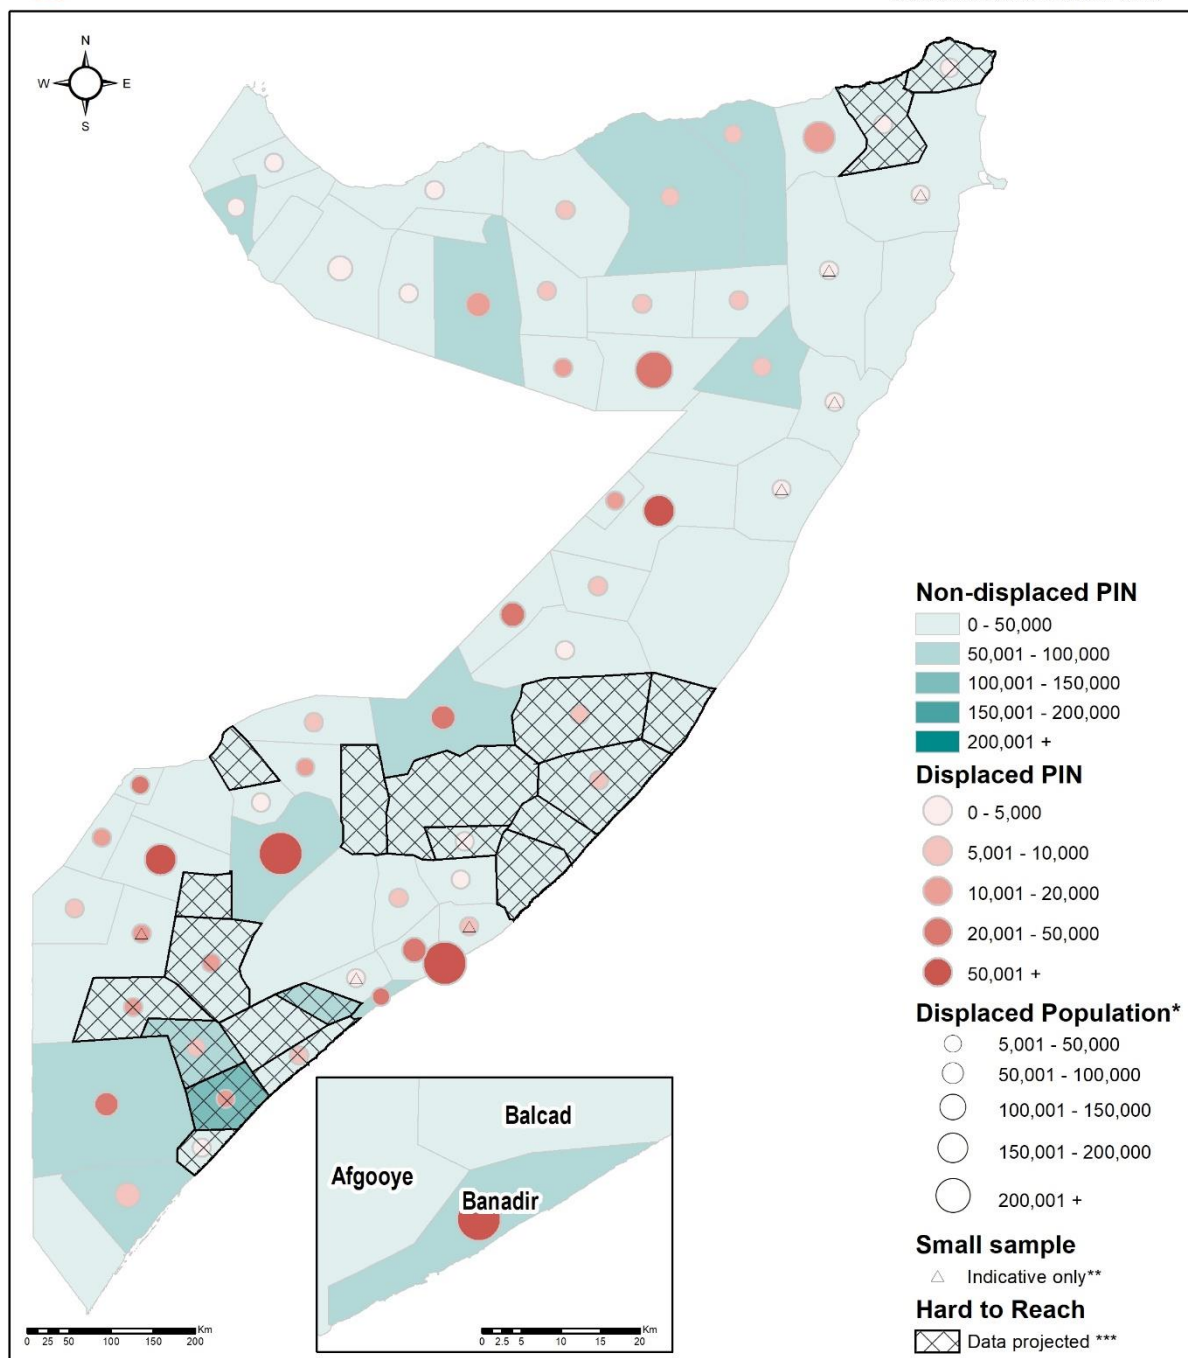 N
W E
S
Non-displaced PIN
0 - 50,000
50,001 - 100,000
100,001 - 150,000
150,001 - 200,000
200,001 +
Displaced PIN
0 - 5,000
5,001 - 10,000
10,001 - 20,000
20,001 - 50,000
50,001 +
Displaced Population*
5,001 - 50,000
50,001 - 100,000
100,001 - 150,000
150,001 - 200,000
200,001 +
Small sample
Indicative only**
Hard to Reach
Data projected ***
Balcad
Afgooye
Banadir
Km
0 25 50 100 150 200
Km
0 2.5 5 10 15 20